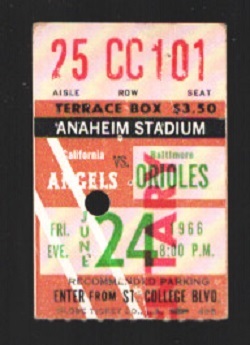 25 CC 101
AISLE ROW SEAT
TERRACE BOX $3.50
ANAHEIM STADIUM
California VS. Baltimore
ANGELS ORIOLES
FRI. JUNE 24 1966
EVE. 8:00 P.M.
RECOMMENDED PARKING
ENTER FROM ST. COLLEGE BLVD.